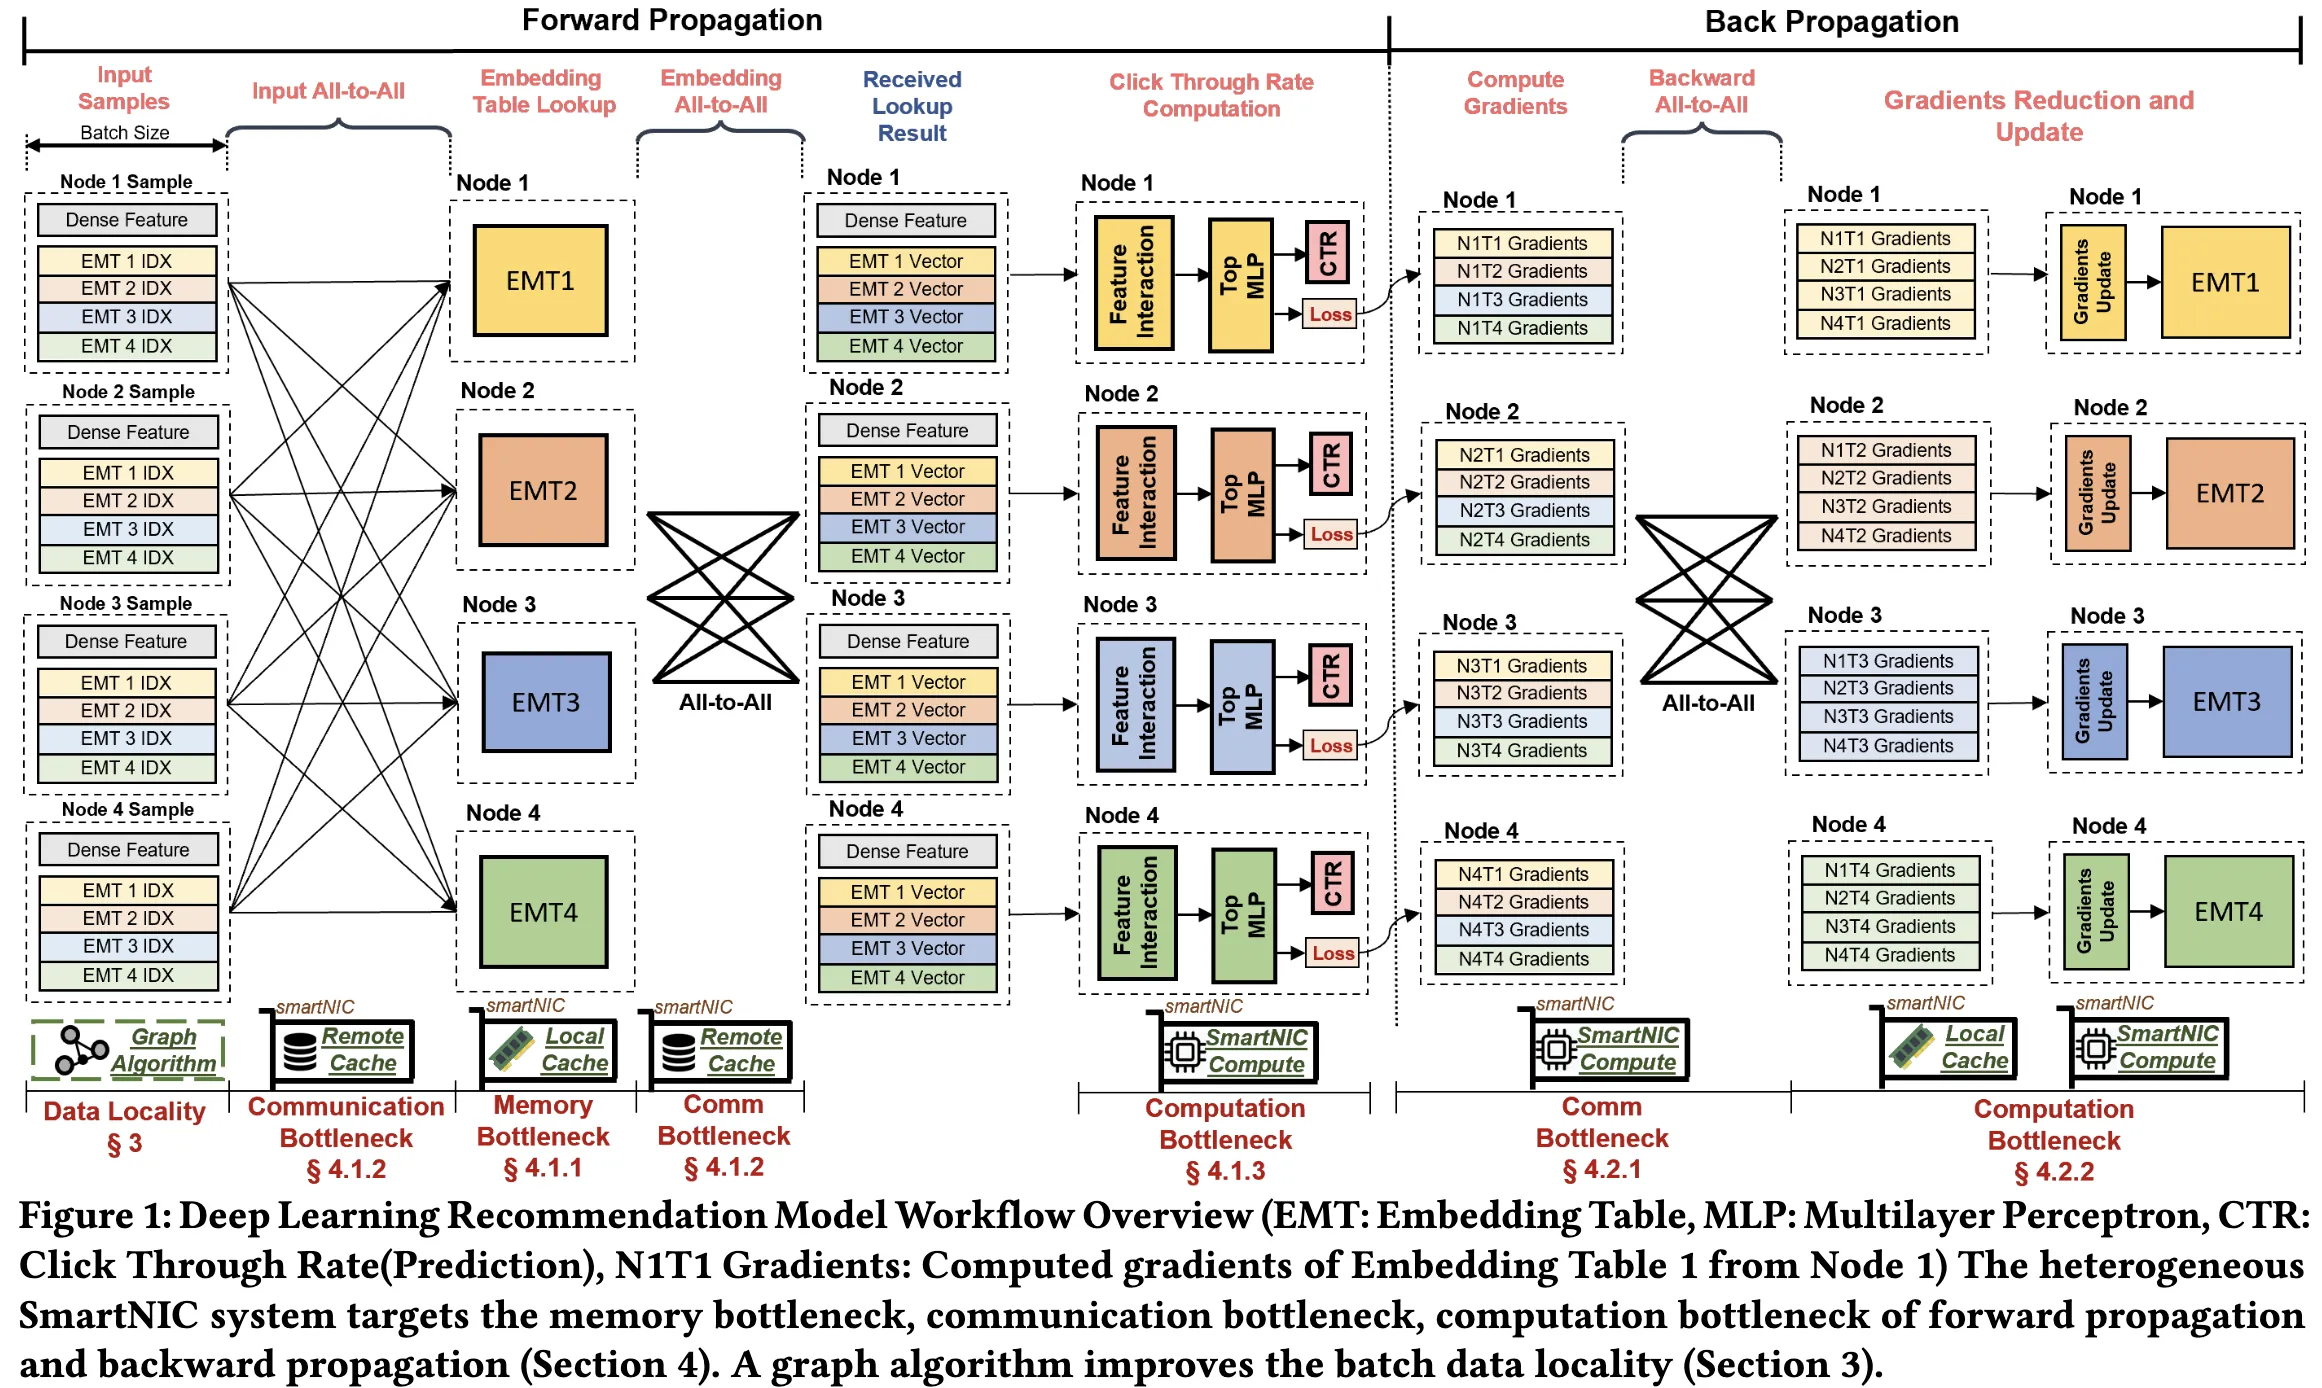 Forward Propagation
Back Propagation
Input
Samples
Input All-to-All
Embedding
Table Lookup
Embedding
All-to-All
Received
Lookup
Result
Click Through Rate
Computation
Compute
Gradients
Backward
All-to-All
Gradients Reduction and
Update
Batch Size
Node 1 Sample
Dense Feature
EMT 1 IDX
EMT 2 IDX
EMT 3 IDX
EMT 4 IDX
Node 2 Sample
Dense Feature
EMT 1 IDX
EMT 2 IDX
EMT 3 IDX
EMT 4 IDX
Node 3 Sample
Dense Feature
EMT 1 IDX
EMT 2 IDX
EMT 3 IDX
EMT 4 IDX
Node 4 Sample
Dense Feature
EMT 1 IDX
EMT 2 IDX
EMT 3 IDX
EMT 4 IDX
Node 1
EMT1
Node 2
EMT2
Node 3
EMT3
Node 4
EMT4
All-to-All
Node 1
Dense Feature
EMT 1 Vector
EMT 2 Vector
EMT 3 Vector
EMT 4 Vector
Node 2
Dense Feature
EMT 1 Vector
EMT 2 Vector
EMT 3 Vector
EMT 4 Vector
Node 3
Dense Feature
EMT 1 Vector
EMT 2 Vector
EMT 3 Vector
EMT 4 Vector
Node 4
Dense Feature
EMT 1 Vector
EMT 2 Vector
EMT 3 Vector
EMT 4 Vector
Node 1
Feature
Interaction
Top
MLP
CTR
Loss
Node 2
Feature
Interaction
Top
MLP
CTR
Loss
Node 3
Feature
Interaction
Top
MLP
CTR
Loss
Node 4
Feature
Interaction
Top
MLP
CTR
Loss
Node 1
N1T1 Gradients
N1T2 Gradients
N1T3 Gradients
N1T4 Gradients
Node 2
N2T1 Gradients
N2T2 Gradients
N2T3 Gradients
N2T4 Gradients
Node 3
N3T1 Gradients
N3T2 Gradients
N3T3 Gradients
N3T4 Gradients
Node 4
N4T1 Gradients
N4T2 Gradients
N4T3 Gradients
N4T4 Gradients
All-to-All
Node 1
N1T1 Gradients
N2T1 Gradients
N3T1 Gradients
N4T1 Gradients
Node 2
N1T2 Gradients
N2T2 Gradients
N3T2 Gradients
N4T2 Gradients
Node 3
N1T3 Gradients
N2T3 Gradients
N3T3 Gradients
N4T3 Gradients
Node 4
N1T4 Gradients
N2T4 Gradients
N3T4 Gradients
N4T4 Gradients
Node 1
Gradients
Update
EMT1
Node 2
Gradients
Update
EMT2
Node 3
Gradients
Update
EMT3
Node 4
Gradients
Update
EMT4
Graph
Algorithm
smartNIC
Remote
Cache
smartNIC
Local
Cache
smartNIC
Remote
Cache
smartNIC
SmartNIC
Compute
smartNIC
SmartNIC
Compute
smartNIC
Local
Cache
smartNIC
SmartNIC
Compute
Data Locality
§ 3
Communication
Bottleneck
§ 4.1.2
Memory
Bottleneck
§ 4.1.1
Comm
Bottleneck
§ 4.1.2
Computation
Bottleneck
§ 4.1.3
Comm
Bottleneck
§ 4.2.1
Computation
Bottleneck
§ 4.2.2
Figure 1: Deep Learning Recommendation Model Workflow Overview (EMT: Embedding Table, MLP: Multilayer Perceptron, CTR:
Click Through Rate(Prediction), N1T1 Gradients: Computed gradients of Embedding Table 1 from Node 1) The heterogeneous
SmartNIC system targets the memory bottleneck, communication bottleneck, computation bottleneck of forward propagation
and backward propagation (Section 4). A graph algorithm improves the batch data locality (Section 3).